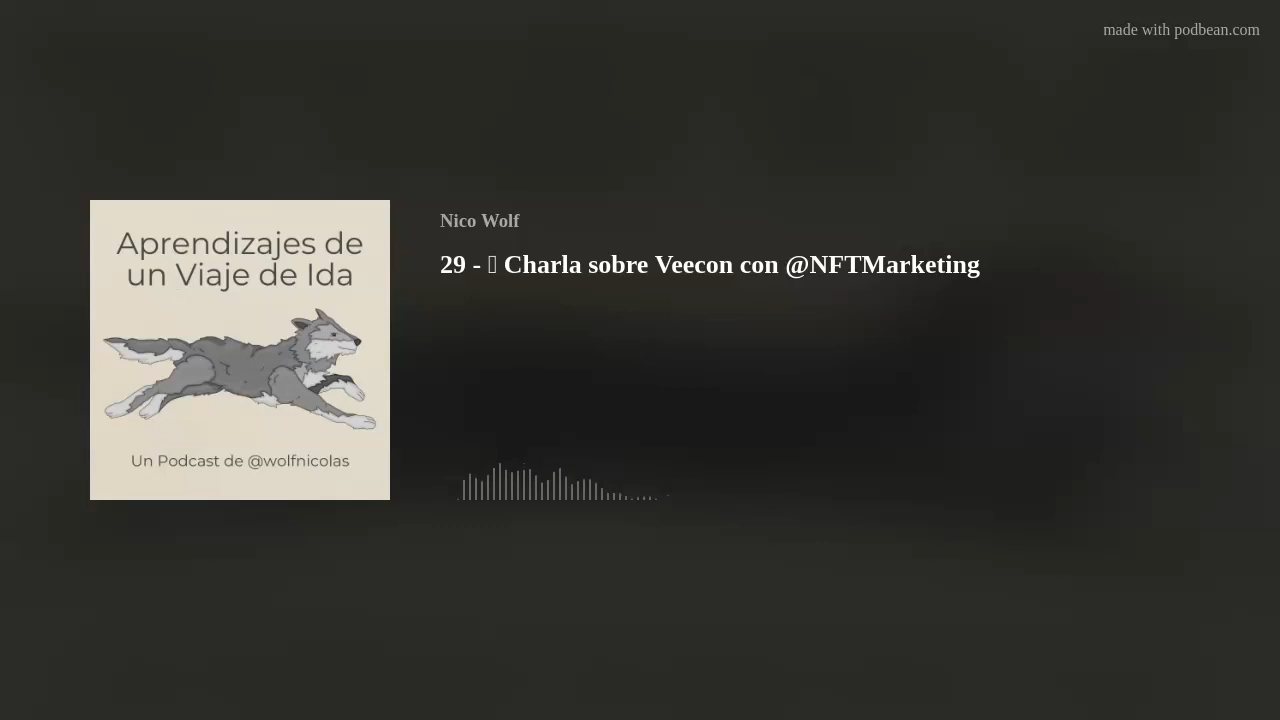 made with podbean.com
Aprendizajes de
un Viaje de Ida
Un Podcast de @wolfnicolas
Nico Wolf
29 - ▯ Charla sobre Veecon con @NFTMarketing